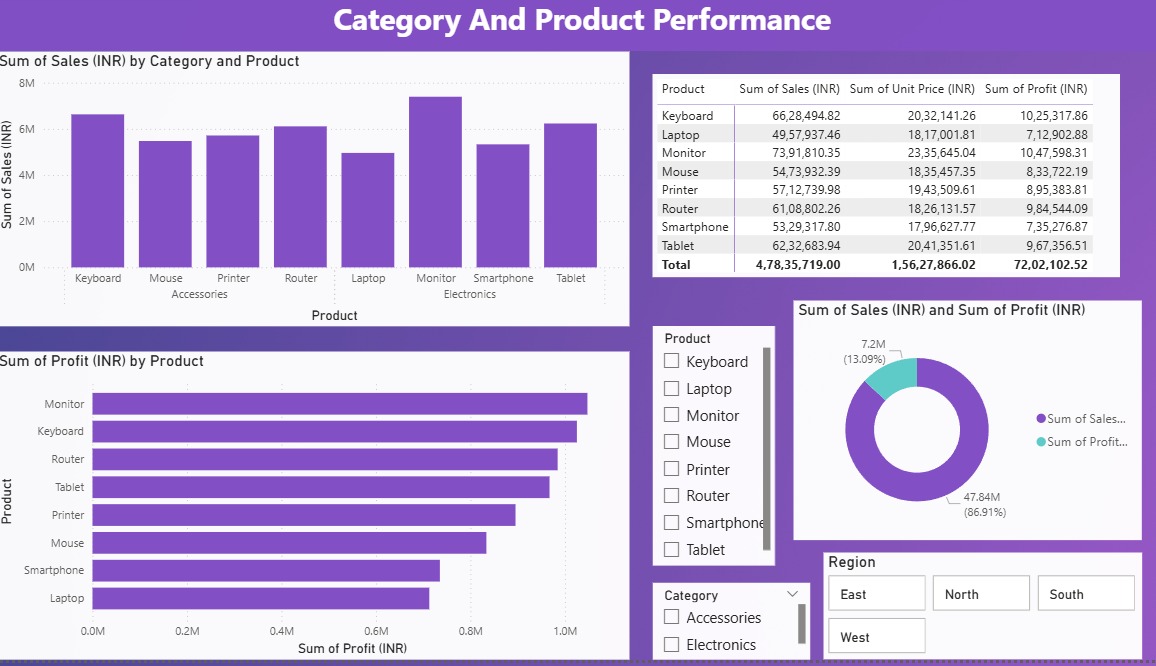 Category And Product Performance
Sum of Sales (INR) by Category and Product
8M
6M
4M
2M
0M
Sum of Sales (INR)
Keyboard Mouse Printer Router Laptop Monitor Smartphone Tablet
Accessories Electronics
Product
Product Sum of Sales (INR) Sum of Unit Price (INR) Sum of Profit (INR)
Keyboard 66,28,494.82 20,32,141.26 10,25,317.86
Laptop 49,57,937.46 18,17,001.81 7,12,902.88
Monitor 73,91,810.35 23,35,645.04 10,47,598.31
Mouse 54,73,932.39 18,35,457.35 8,33,722.19
Printer 57,12,739.98 19,43,509.61 8,95,383.81
Router 61,08,802.26 18,26,131.57 9,84,544.09
Smartphone 53,29,317.80 17,96,627.77 7,35,276.87
Tablet 62,32,683.94 20,41,351.61 9,67,356.51
Total 4,78,35,719.00 1,56,27,866.02 72,02,102.52
Sum of Profit (INR) by Product
Product
Monitor
Keyboard
Router
Tablet
Printer
Mouse
Smartphone
Laptop
0.0M 0.2M 0.4M 0.6M 0.8M 1.0M
Sum of Profit (INR)
Product
Keyboard
Laptop
Monitor
Mouse
Printer
Router
Smartphone
Tablet
Category
Accessories
Electronics
Sum of Sales (INR) and Sum of Profit (INR)
7.2M
(13.09%)
47.84M
(86.91%)
Sum of Sales...
Sum of Profit...
Region
East North South
West